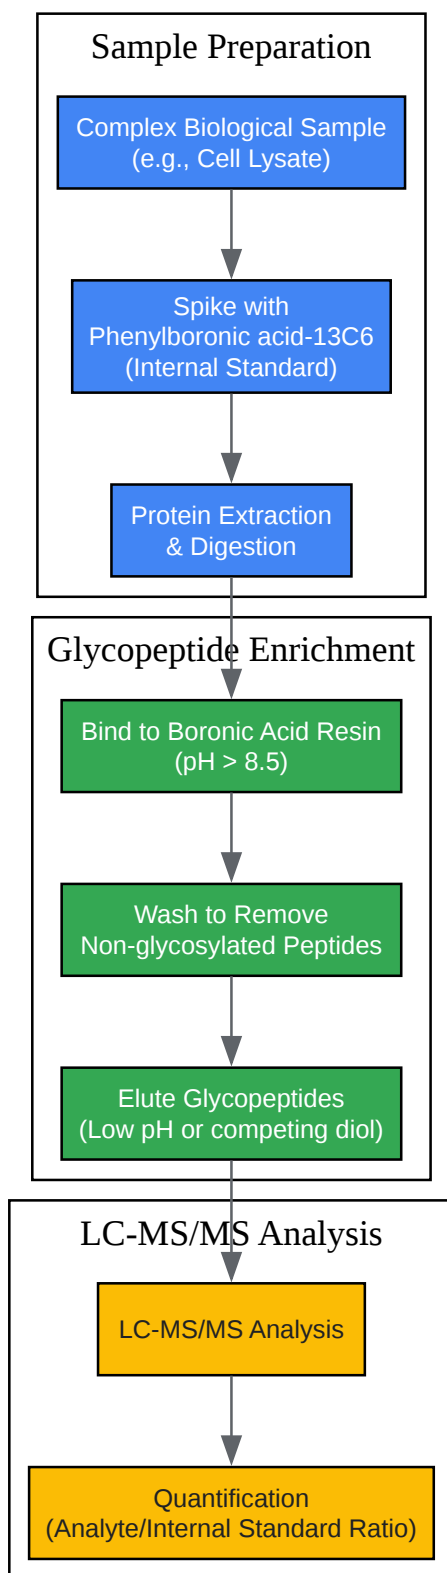 Sample Preparation
Complex Biological Sample
(e.g., Cell Lysate)
Spike with
Phenylboronic acid-13C6
(Internal Standard)
Protein Extraction
& Digestion
Glycopeptide Enrichment
Bind to Boronic Acid Resin
(pH > 8.5)
Wash to Remove
Non-glycosylated Peptides
Elute Glycopeptides
(Low pH or competing diol)
LC-MS/MS Analysis
LC-MS/MS Analysis
Quantification
(Analyte/Internal Standard Ratio)